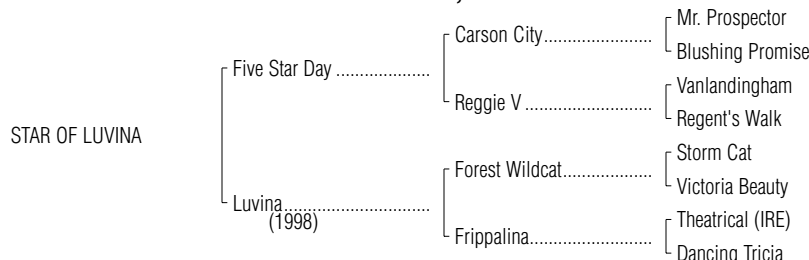 Mr. Prospector
Carson City
Blushing Promise
Five Star Day
Vanlandingham
Reggie V
Regent's Walk
STAR OF LUVINA
Storm Cat
Forest Wildcat
Victoria Beauty
Luvina
(1998)
Theatrical (IRE)
Frippalina
Dancing Tricia